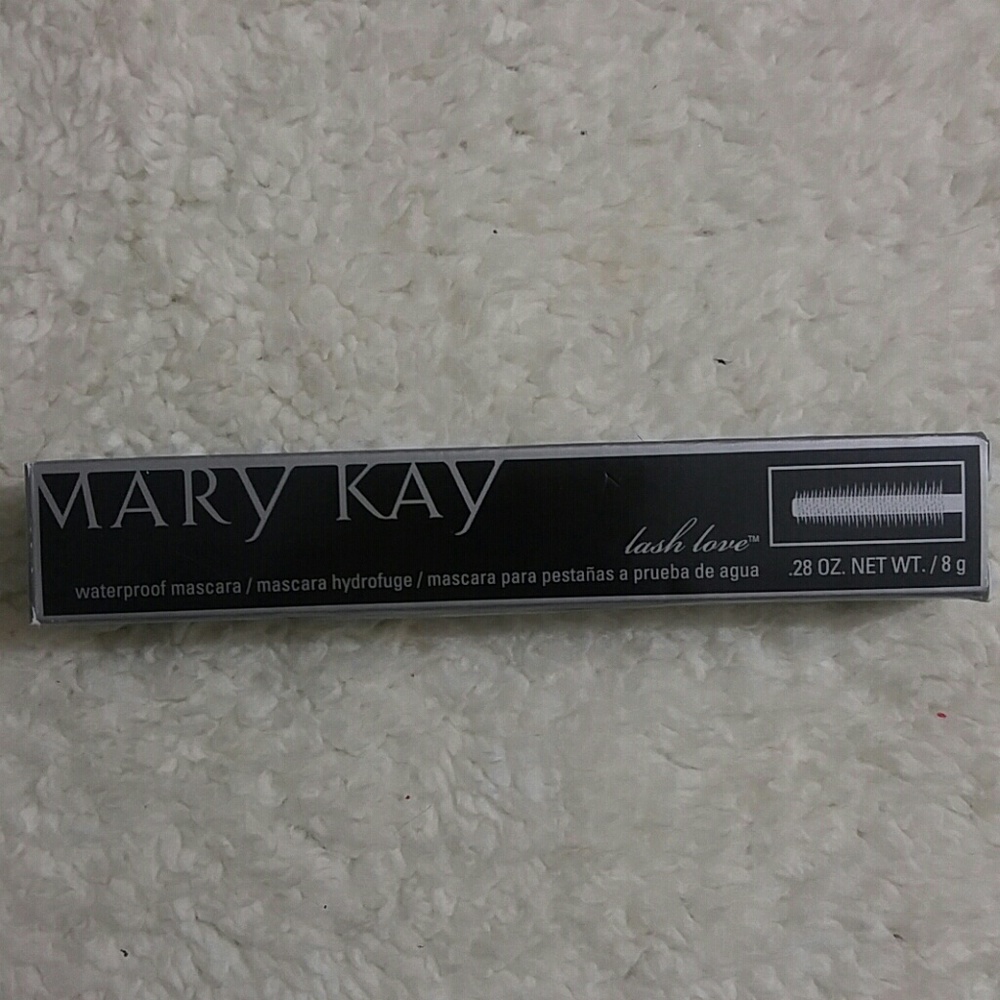 MARY KAY
lash love™
waterproof mascara / mascara hydrofuge / mascara para pestañas a prueba de agua
.28 OZ. NET WT. / 8 g